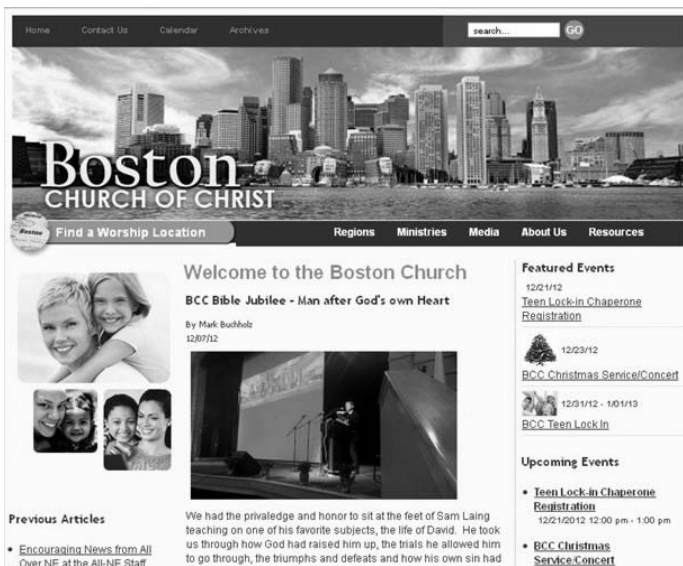 Home Contact Us Calendar Archives search... GO
Boston
CHURCH OF CHRIST
Find a Worship Location
Regions Ministries Media About Us Resources
Welcome to the Boston Church
BCC Bible Jubilee - Man after God's own Heart
By Mark Buchholz
12/07/12
We had the privaledge and honor to sit at the feet of Sam Laing
teaching on one of his favorite subjects, the life of David. He took
us through how God had raised him up, the trials he allowed him
to go through, the triumphs and defeats and how his own sin had
Previous Articles
Encouraging News from All
Over NE at the All-NE Staff
Featured Events
12/21/12
Teen Lock-in Chaperone
Registration
12/23/12
BCC Christmas Service/Concert
12/31/12 - 1/01/13
BCC Teen Lock In
Upcoming Events
Teen Lock-in Chaperone
Registration
12/21/2012 12:00 pm - 1:00 pm
BCC Christmas
Service/Concert